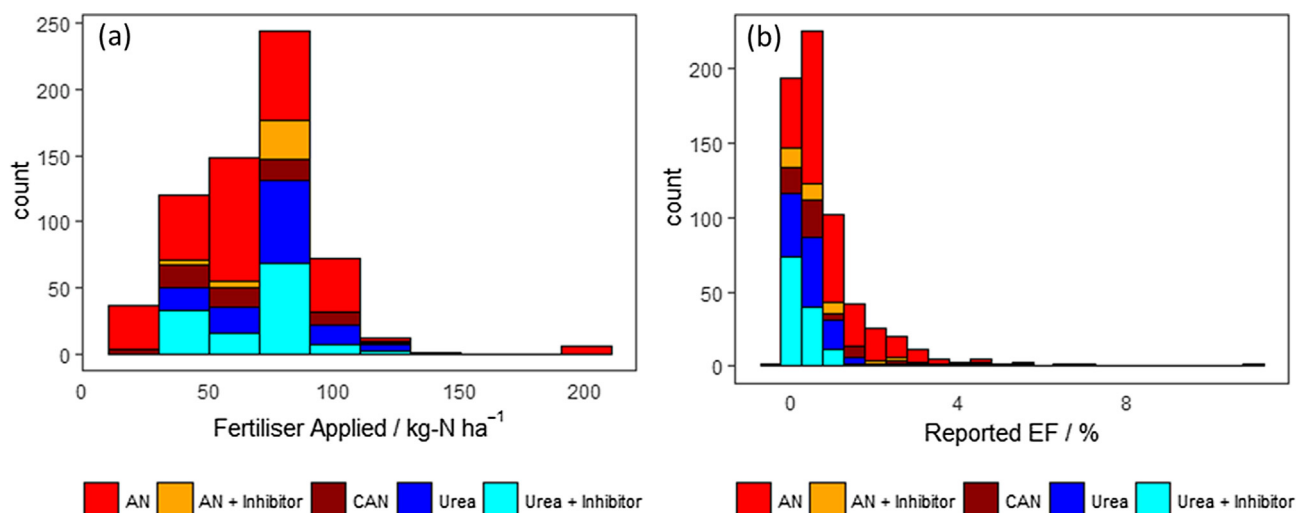 (a)
250
200
150
100
50
0
count
0 50 100 150 200
Fertiliser Applied / kg-N ha⁻¹
AN AN + Inhibitor CAN Urea Urea + Inhibitor
(b)
200
150
100
50
0
count
0 4 8
Reported EF / %
AN AN + Inhibitor CAN Urea Urea + Inhibitor